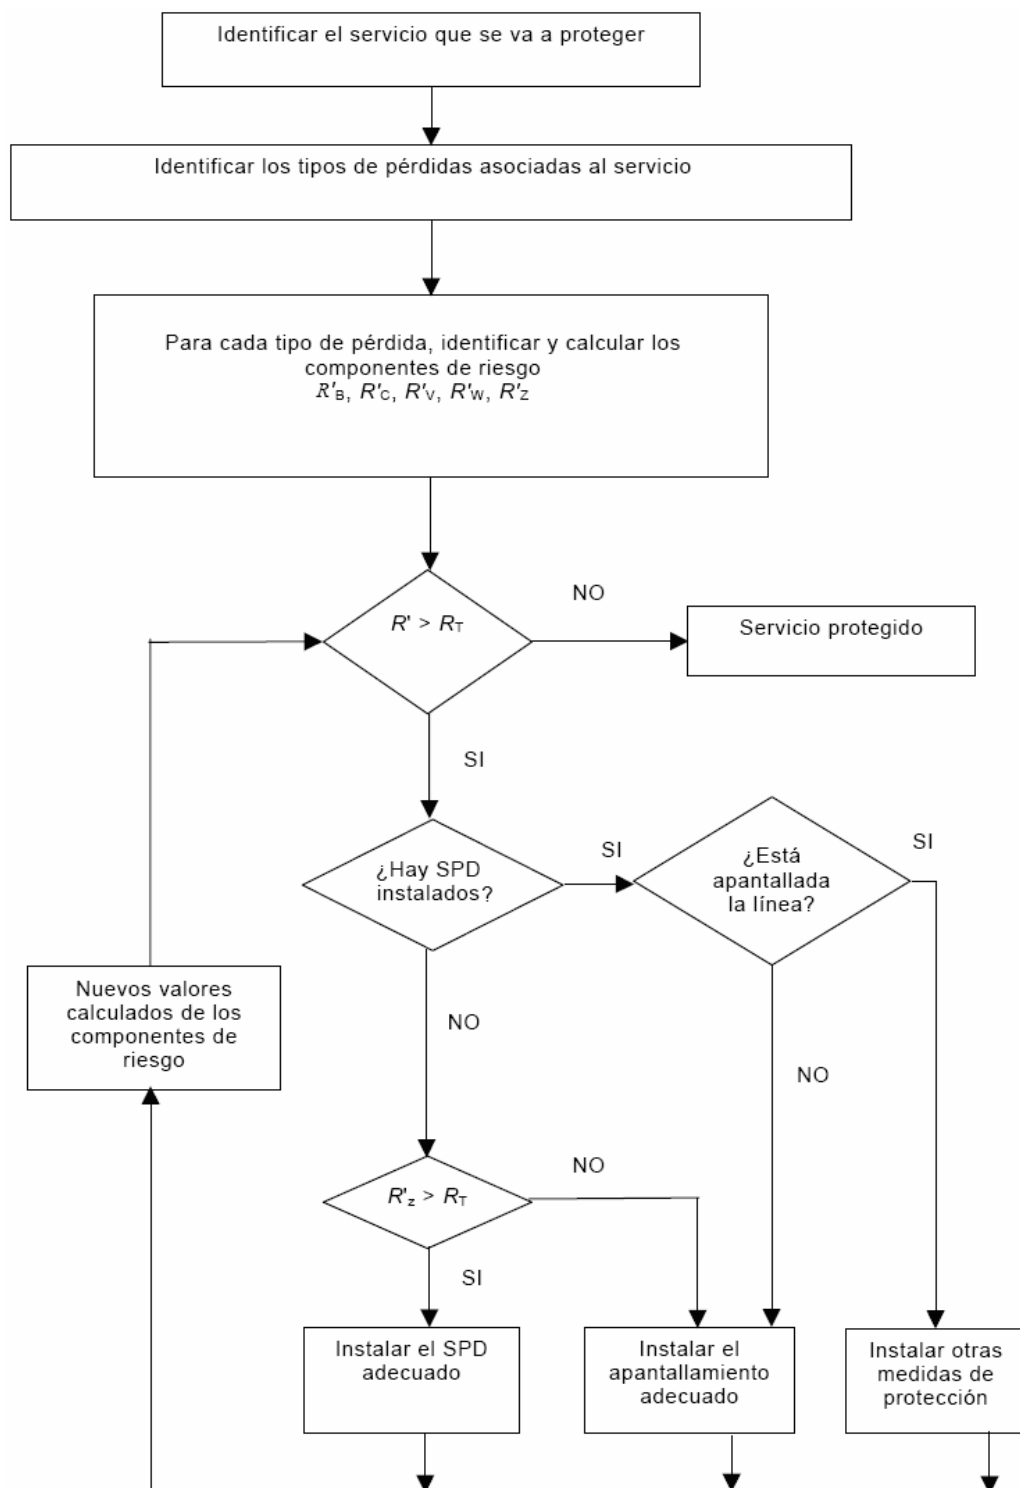 Identificar el servicio que se va a proteger
Identificar los tipos de pérdidas asociadas al servicio
Para cada tipo de pérdida, identificar y calcular los
componentes de riesgo
R'B, R'C, R'V, R'W, R'Z
R' > RT
NO
Servicio protegido
SI
¿Hay SPD
instalados?
SI
¿Está
apantallada
la línea?
SI
Nuevos valores
calculados de los
componentes de
riesgo
NO
NO
R'z > RT
NO
SI
Instalar el SPD
adecuado
Instalar el
apantallamiento
adecuado
Instalar otras
medidas de
protección